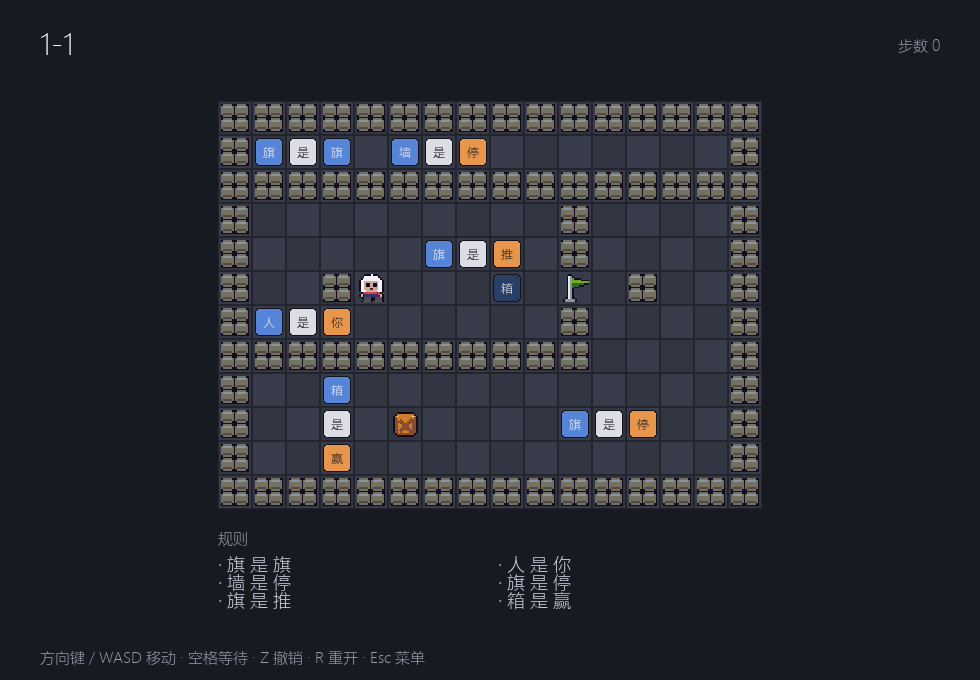 1-1
步数 0
旗 是 旗 墙 是 停
旗 是 推
箱
人 是 你
箱
是 旗 是 停
赢
规则
· 旗 是 旗 · 人 是 你
· 墙 是 停 · 旗 是 停
· 旗 是 推 · 箱 是 赢
方向键 / WASD 移动 · 空格等待 · Z 撤销 · R 重开 · Esc 菜单